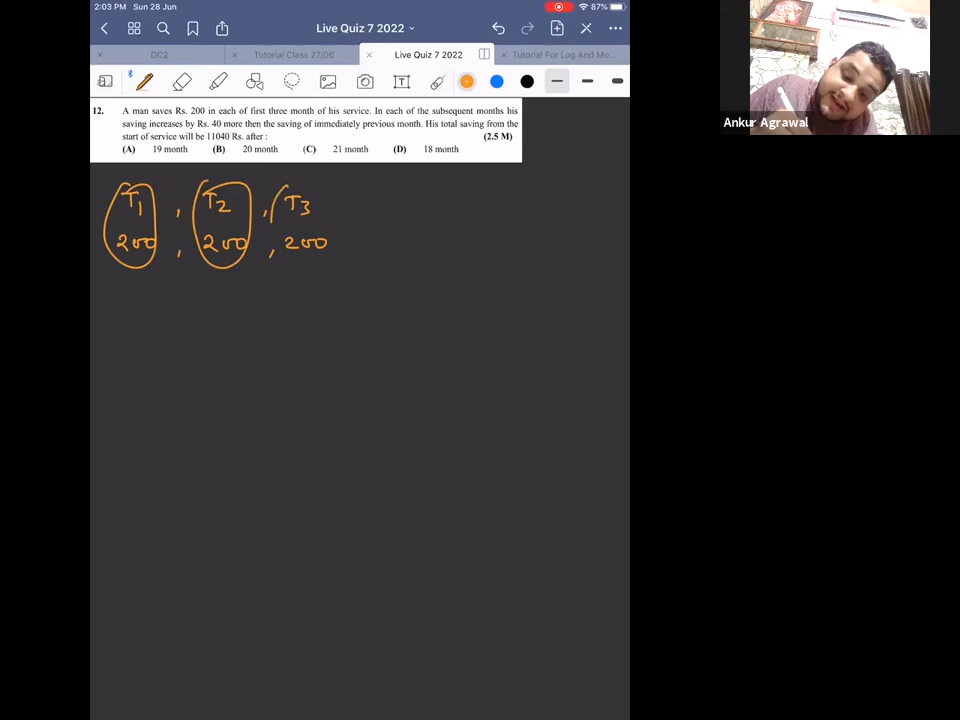 2:03 PM Sun 28 Jun
87%
Live Quiz 7 2022
DC2
Tutorial Class 27/06
Live Quiz 7 2022
Tutorial For Log And Mo...
12. A man saves Rs. 200 in each of first three month of his service. In each of the subsequent months his
saving increases by Rs. 40 more then the saving of immediately previous month. His total saving from the
start of service will be 11040 Rs. after : (2.5 M)
(A) 19 month (B) 20 month (C) 21 month (D) 18 month
T1 , T2 , T3
200 , 200 , 200
Ankur Agrawal